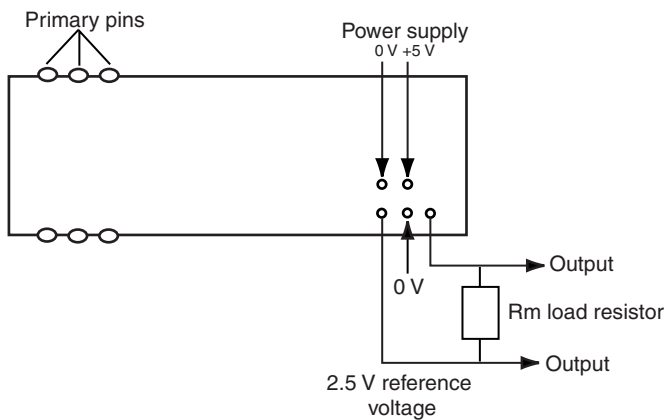 Primary pins
Power supply
0 V +5 V
Output
0 V
Rm load resistor
Output
2.5 V reference
voltage